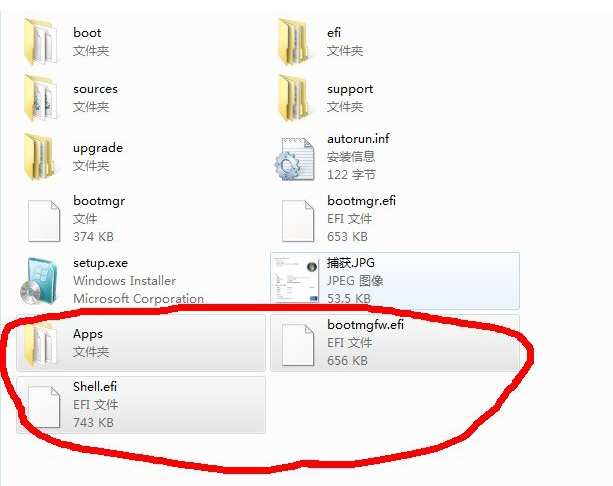 boot
文件夹
efi
文件夹
sources
文件夹
support
文件夹
upgrade
文件夹
autorun.inf
安装信息
122 字节
bootmgr
文件
374 KB
bootmgr.efi
EFI 文件
653 KB
setup.exe
Windows Installer
Microsoft Corporation
捕获.JPG
JPEG 图像
53.5 KB
Apps
文件夹
bootmgfw.efi
EFI 文件
656 KB
Shell.efi
EFI 文件
743 KB